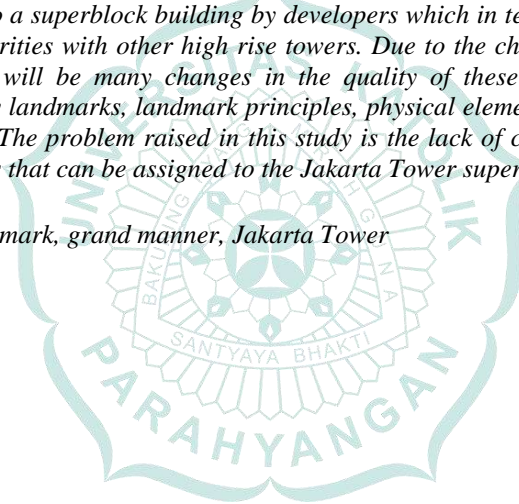 o a superblock building by developers which in te
rities with other high rise towers. Due to the ch
will be many changes in the quality of these
landmarks, landmark principles, physical eleme
The problem raised in this study is the lack of c
that can be assigned to the Jakarta Tower super
mark, grand manner, Jakarta Tower
UNIVERSITAS KATOLIK
SANTYAYA BHAKTI
PARAHYANGAN